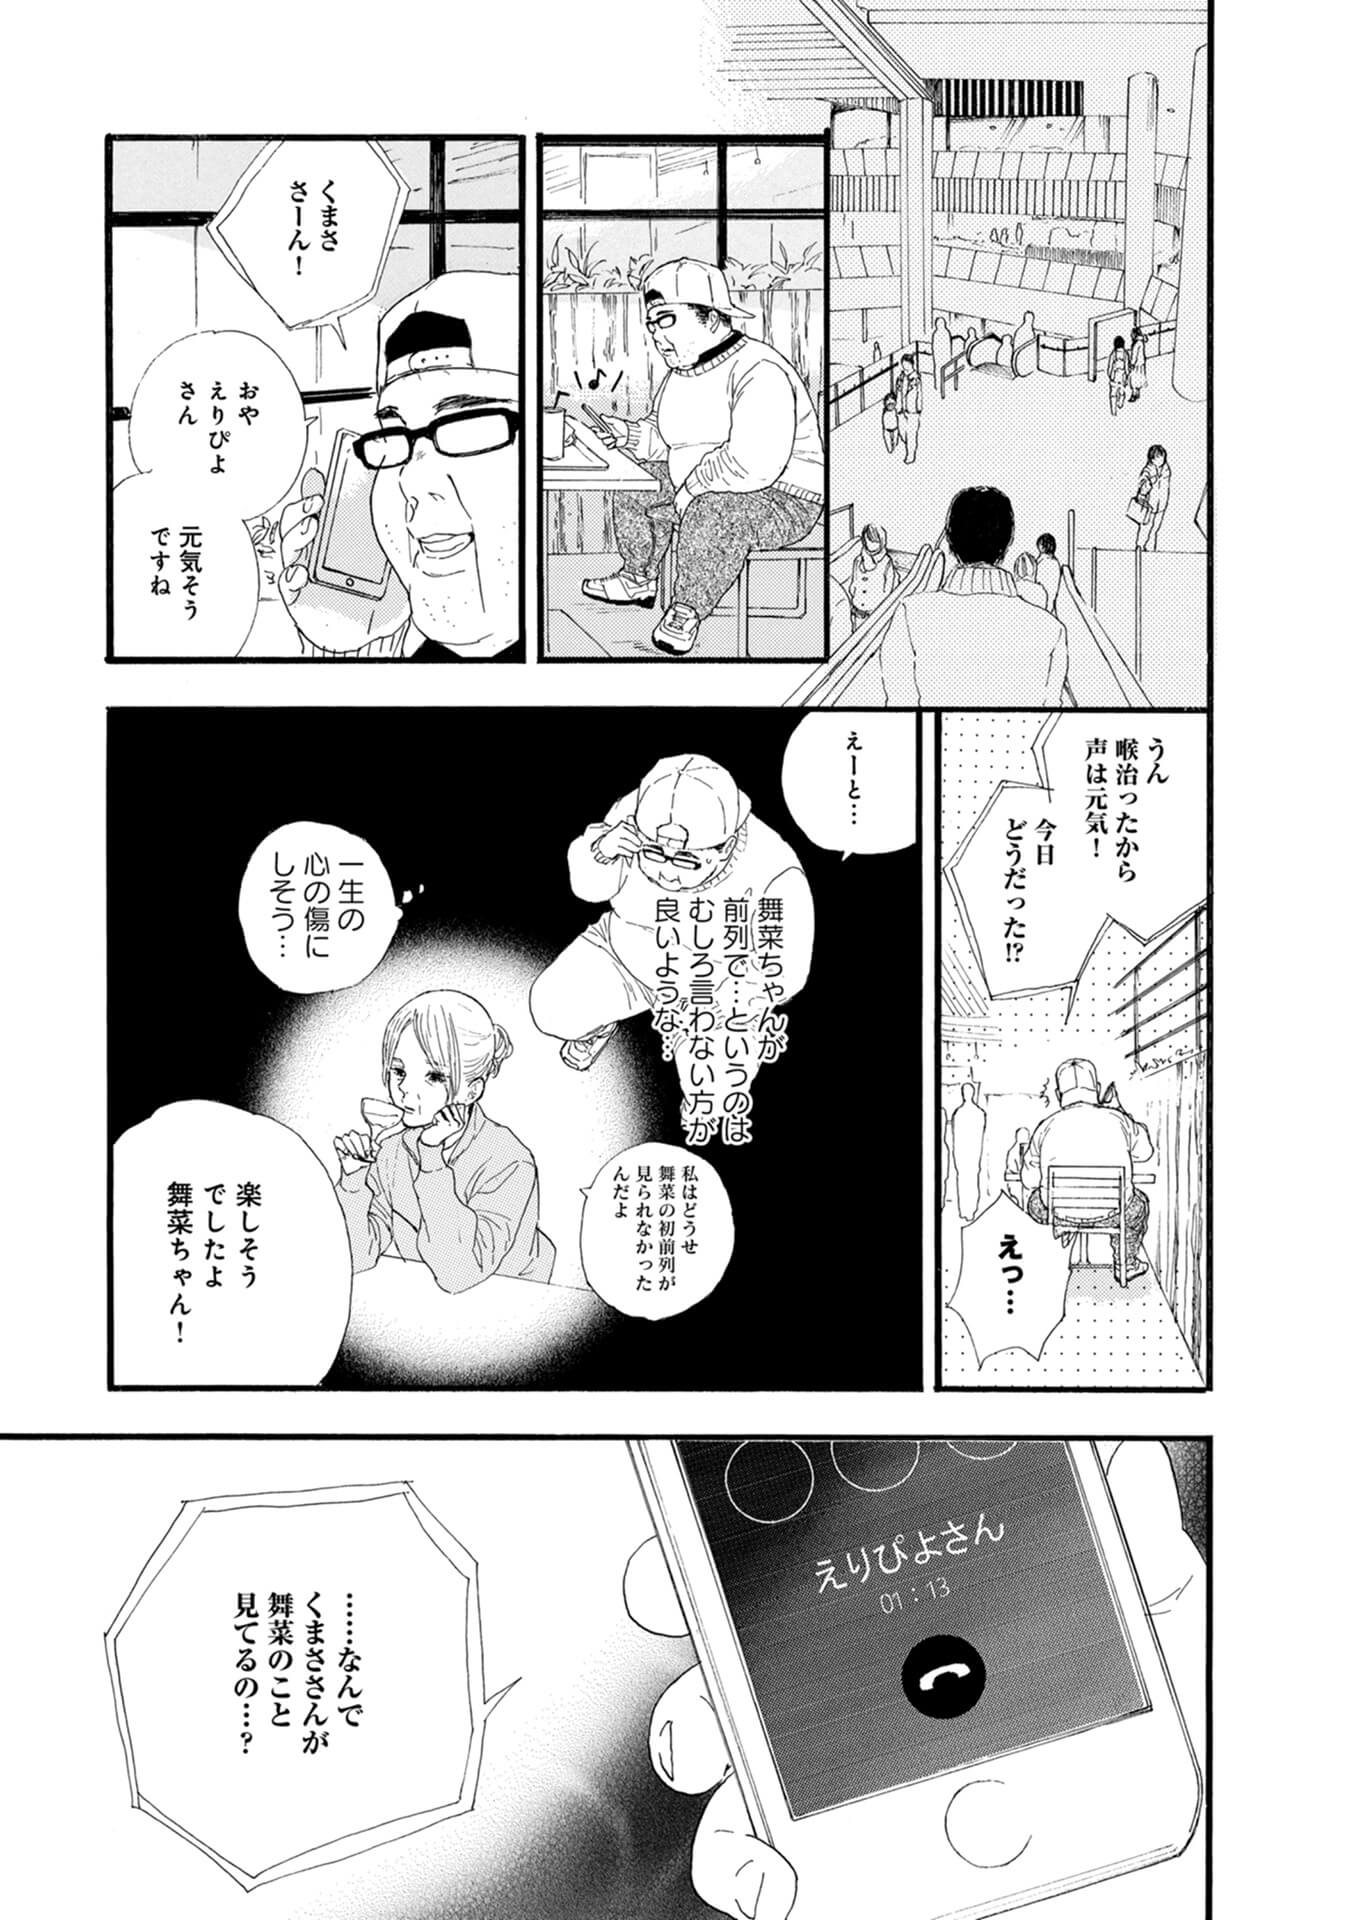 くまさ
さーん！
おや
えりぴよ
さん
元気そう
ですね
うん
喉治ったから
声は元気！
今日
どうだった!?
えっ…
えーと…
舞菜ちゃんが
前列で…というのは
むしろ言わない方が
良いような…
一生の
心の傷に
しそう…
私はどうせ
舞菜の初前列が
見られなかった
んだよ
楽しそう
でしたよ
舞菜ちゃん！
えりぴよさん
01：13
……なんで
くまささんが
舞菜のこと
見てるの…？